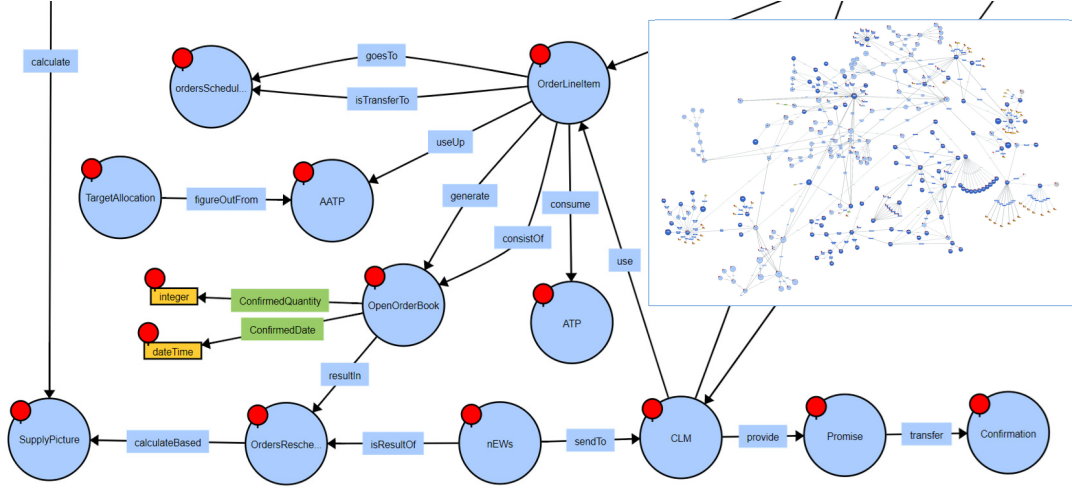 calculate
goesTo
ordersSchedul...
OrderLineItem
isTransferTo
useUp
TargetAllocation
figureOutFrom
AATP
generate
consume
consistOf
use
integer
ConfirmedQuantity
OpenOrderBook
ATP
ConfirmedDate
dateTime
resultIn
SupplyPicture
calculateBased
OrdersResche...
isResultOf
nEWs
sendTo
CLM
provide
Promise
transfer
Confirmation